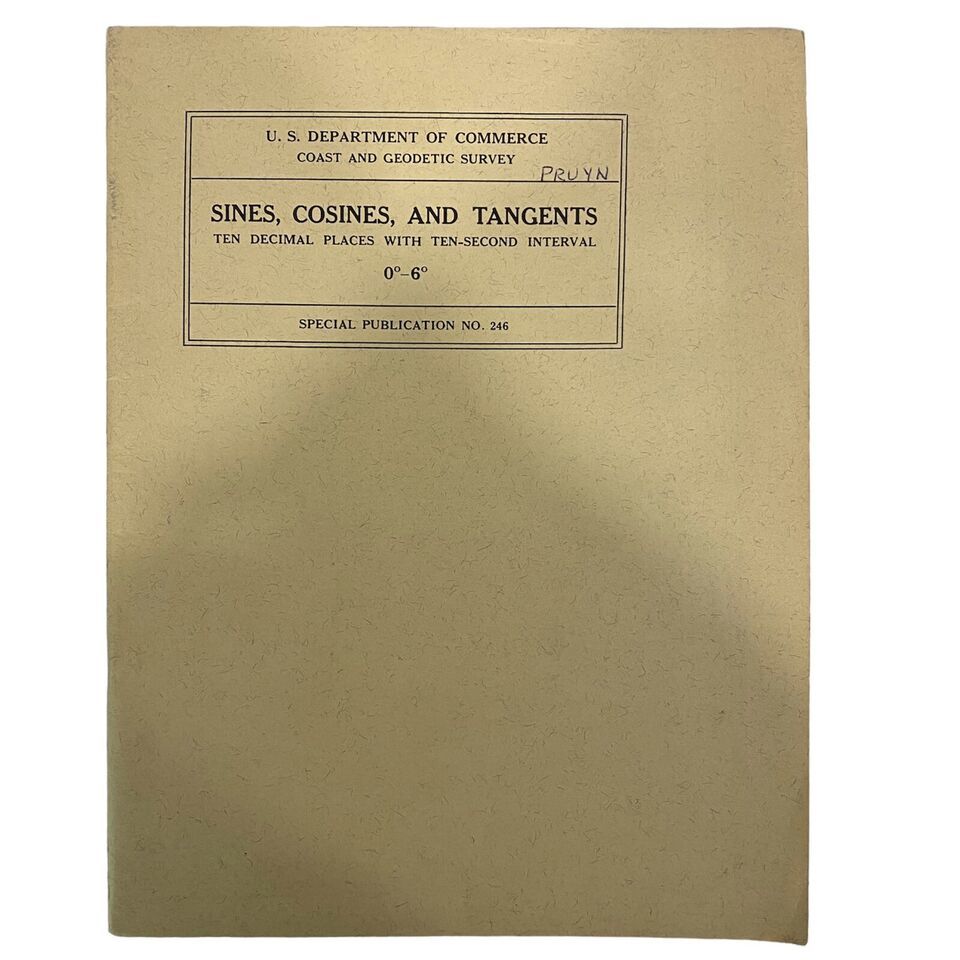 U. S. DEPARTMENT OF COMMERCE
COAST AND GEODETIC SURVEY
PRUYN
SINES, COSINES, AND TANGENTS
TEN DECIMAL PLACES WITH TEN-SECOND INTERVAL
0°–6°
SPECIAL PUBLICATION NO. 246